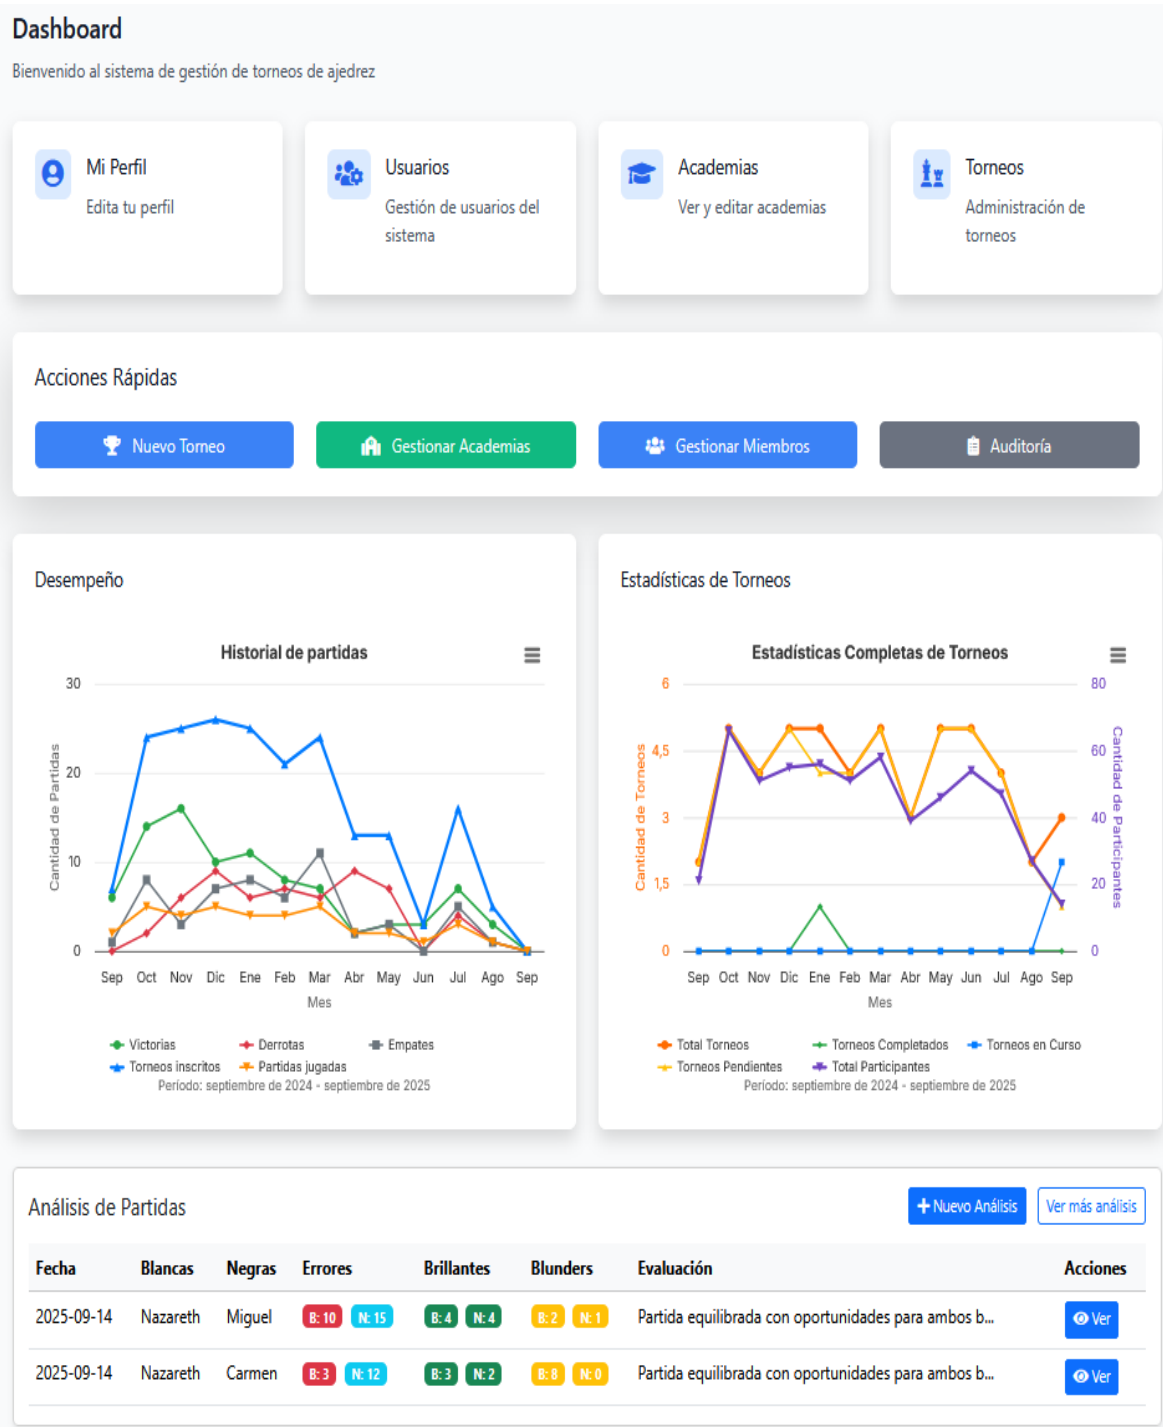 Dashboard
Bienvenido al sistema de gestión de torneos de ajedrez
Mi Perfil
Edita tu perfil
Usuarios
Gestión de usuarios del
sistema
Academias
Ver y editar academias
Torneos
Administración de
torneos
Acciones Rápidas
Nuevo Torneo
Gestionar Academias
Gestionar Miembros
Auditoría
Desempeño
Historial de partidas
Cantidad de Partidas
30
20
10
0
Sep Oct Nov Dic Ene Feb Mar Abr May Jun Jul Ago Sep
Mes
Victorias Derrotas Empates
Torneos inscritos Partidas jugadas
Período: septiembre de 2024 - septiembre de 2025
Estadísticas de Torneos
Estadísticas Completas de Torneos
Cantidad de Torneos
6
4,5
3
1,5
0
80
60
40
20
0
Cantidad de Participantes
Sep Oct Nov Dic Ene Feb Mar Abr May Jun Jul Ago Sep
Mes
Total Torneos Torneos Completados Torneos en Curso
Torneos Pendientes Total Participantes
Período: septiembre de 2024 - septiembre de 2025
Análisis de Partidas
Nuevo Análisis
Ver más análisis
Fecha Blancas Negras Errores Brillantes Blunders Evaluación Acciones
2025-09-14 Nazareth Miguel B: 10 N: 15 B: 4 N: 4 B: 2 N: 1 Partida equilibrada con oportunidades para ambos b... Ver
2025-09-14 Nazareth Carmen B: 3 N: 12 B: 3 N: 2 B: 8 N: 0 Partida equilibrada con oportunidades para ambos b... Ver